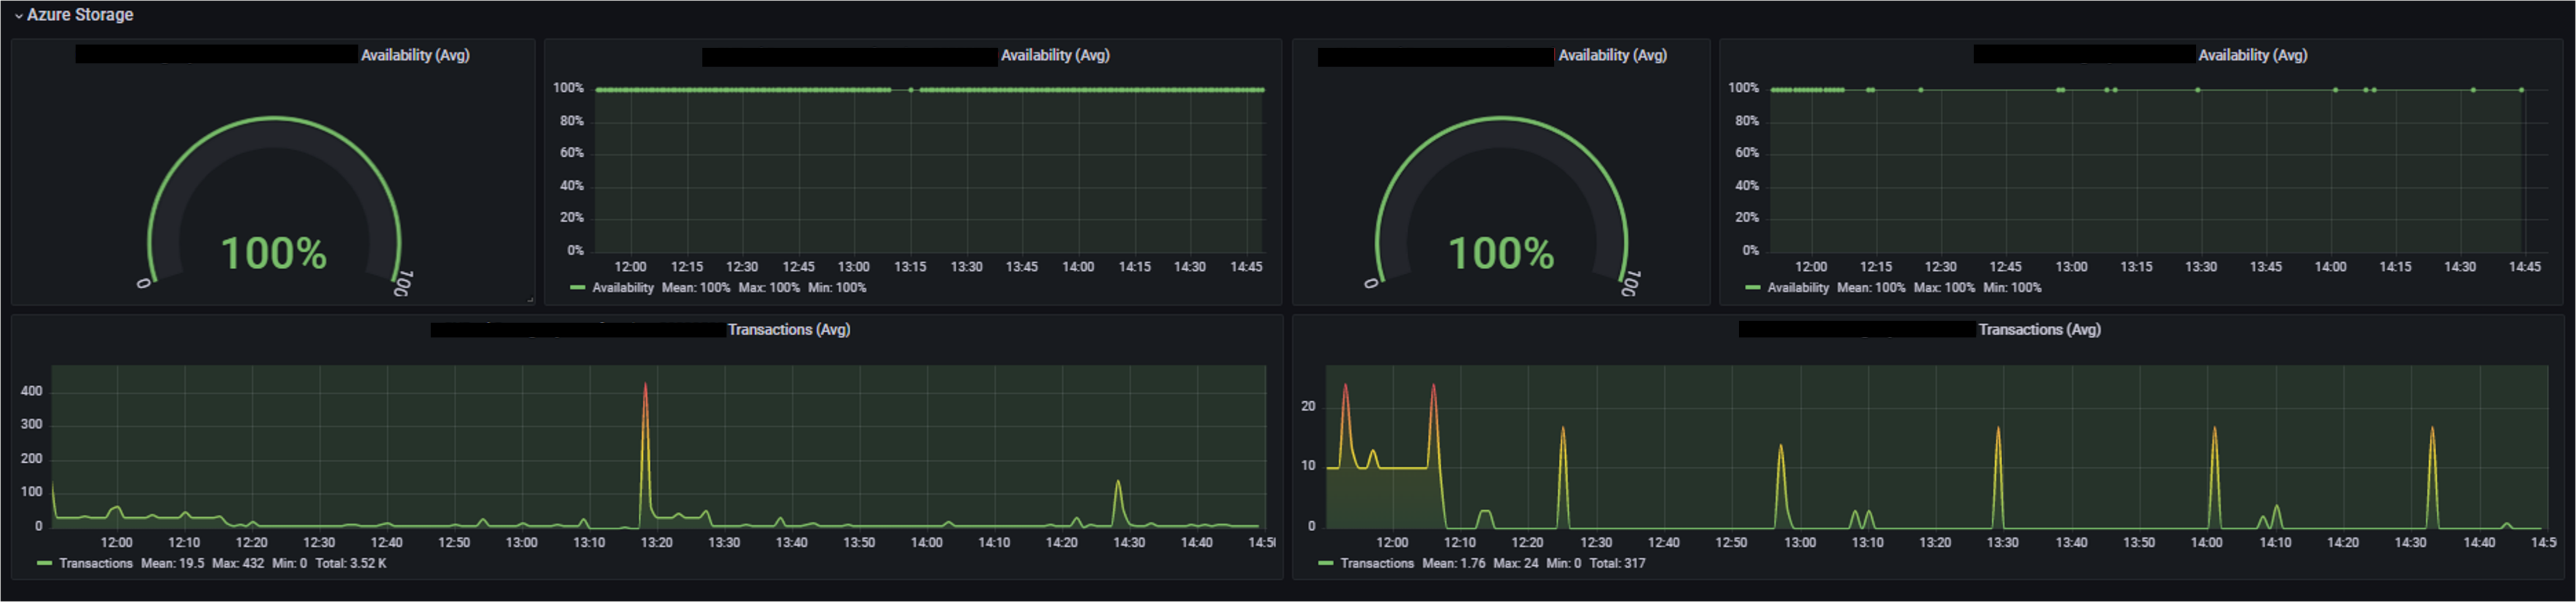 Azure Storage
Availability (Avg)
Availability (Avg)
Availability (Avg)
Availability (Avg)
100%
0
100
100%
80%
60%
40%
20%
0%
12:00 12:15 12:30 12:45 13:00 13:15 13:30 13:45 14:00 14:15 14:30 14:45
Availability Mean: 100% Max: 100% Min: 100%
100%
0
100
100%
80%
60%
40%
20%
0%
12:00 12:15 12:30 12:45 13:00 13:15 13:30 13:45 14:00 14:15 14:30 14:45
Availability Mean: 100% Max: 100% Min: 100%
Transactions (Avg)
400
300
200
100
0
12:00 12:10 12:20 12:30 12:40 12:50 13:00 13:10 13:20 13:30 13:40 13:50 14:00 14:10 14:20 14:30 14:40
Transactions Mean: 19.5 Max: 432 Min: 0 Total: 3.52 K
Transactions (Avg)
20
10
0
12:00 12:10 12:20 12:30 12:40 12:50 13:00 13:10 13:20 13:30 13:40 13:50 14:00 14:10 14:20 14:30 14:40 14:5
Transactions Mean: 1.76 Max: 24 Min: 0 Total: 317